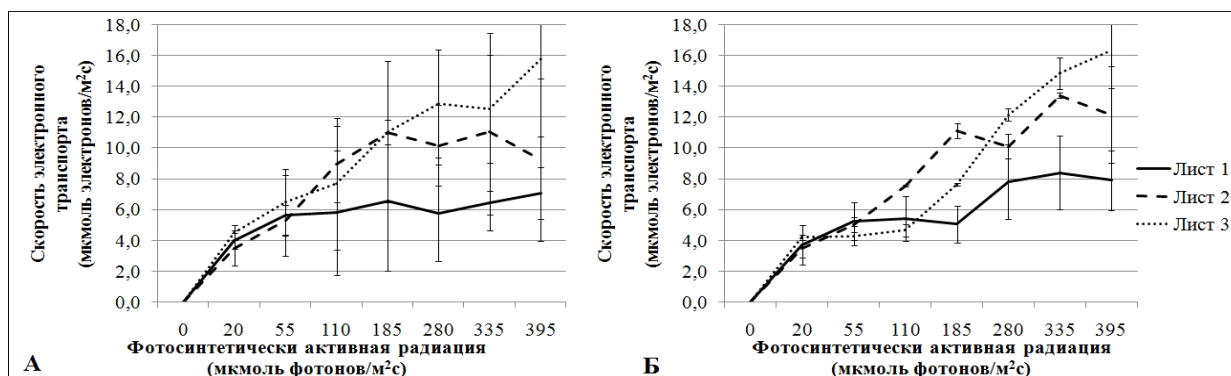 Скорость электронного
транспорта
(мкмоль электронов/м²с)
18,0
16,0
14,0
12,0
10,0
8,0
6,0
4,0
2,0
0,0
0 20 55 110 185 280 335 395
Фотосинтетически активная радиация
(мкмоль фотонов/м²с)
А
Скорость электронного
транспорта
(мкмоль электронов/м²с)
18,0
16,0
14,0
12,0
10,0
8,0
6,0
4,0
2,0
0,0
0 20 55 110 185 280 335 395
Фотосинтетически активная радиация
(мкмоль фотонов/м²с)
Б
Лист 1
Лист 2
Лист 3